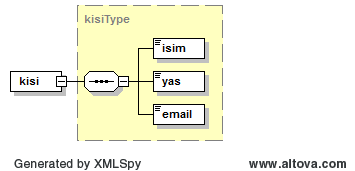 kisiType
isim
kisi
yas
email
Generated by XMLSpy
www.altova.com